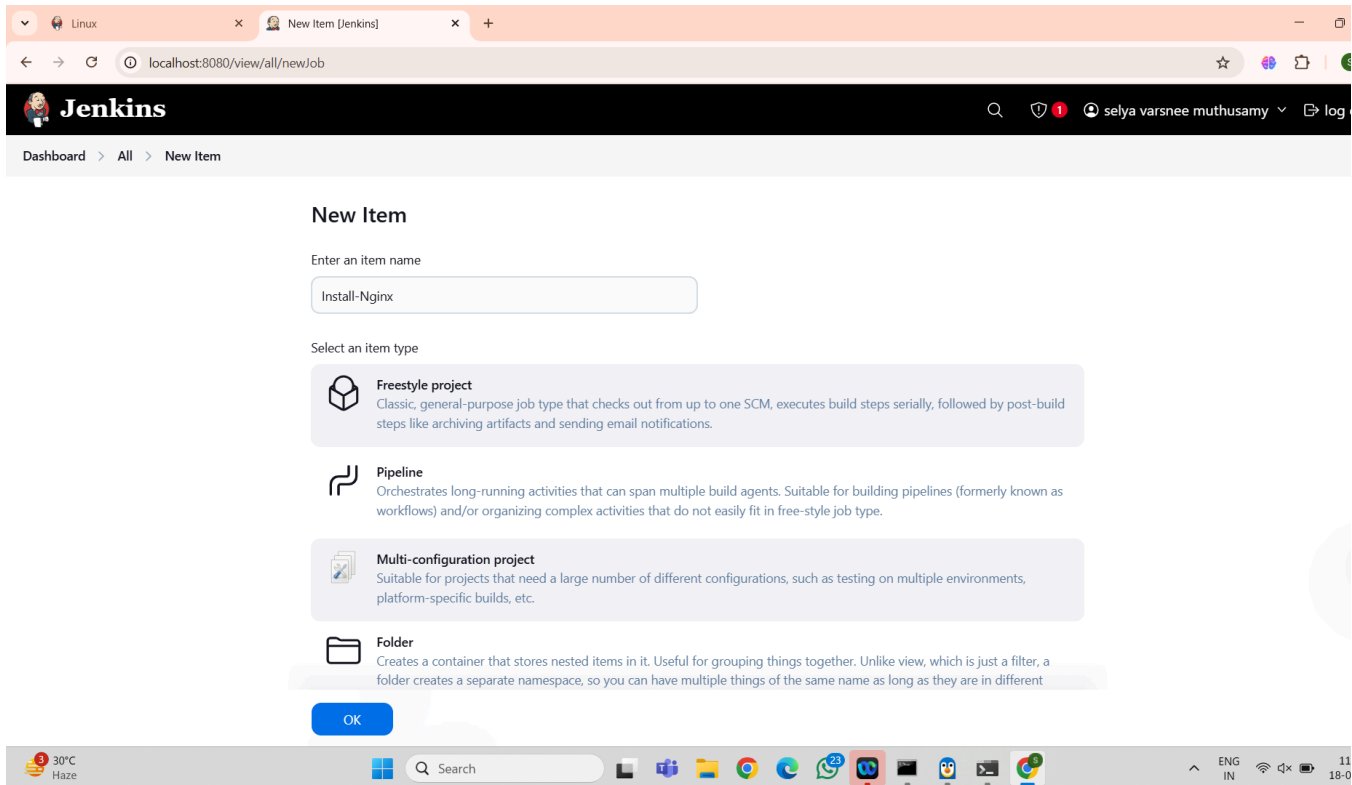 Linux
New Item [Jenkins]
localhost:8080/view/all/newJob
Jenkins
1
selya varsnee muthusamy
log
Dashboard > All > New Item
New Item
Enter an item name
Install-Nginx
Select an item type
Freestyle project
Classic, general-purpose job type that checks out from up to one SCM, executes build steps serially, followed by post-build
steps like archiving artifacts and sending email notifications.
Pipeline
Orchestrates long-running activities that can span multiple build agents. Suitable for building pipelines (formerly known as
workflows) and/or organizing complex activities that do not easily fit in free-style job type.
Multi-configuration project
Suitable for projects that need a large number of different configurations, such as testing on multiple environments,
platform-specific builds, etc.
Folder
Creates a container that stores nested items in it. Useful for grouping things together. Unlike view, which is just a filter, a
folder creates a separate namespace, so you can have multiple things of the same name as long as they are in different
OK
3
30°C
Haze
Search
23
S
ENG
IN
11
18-0